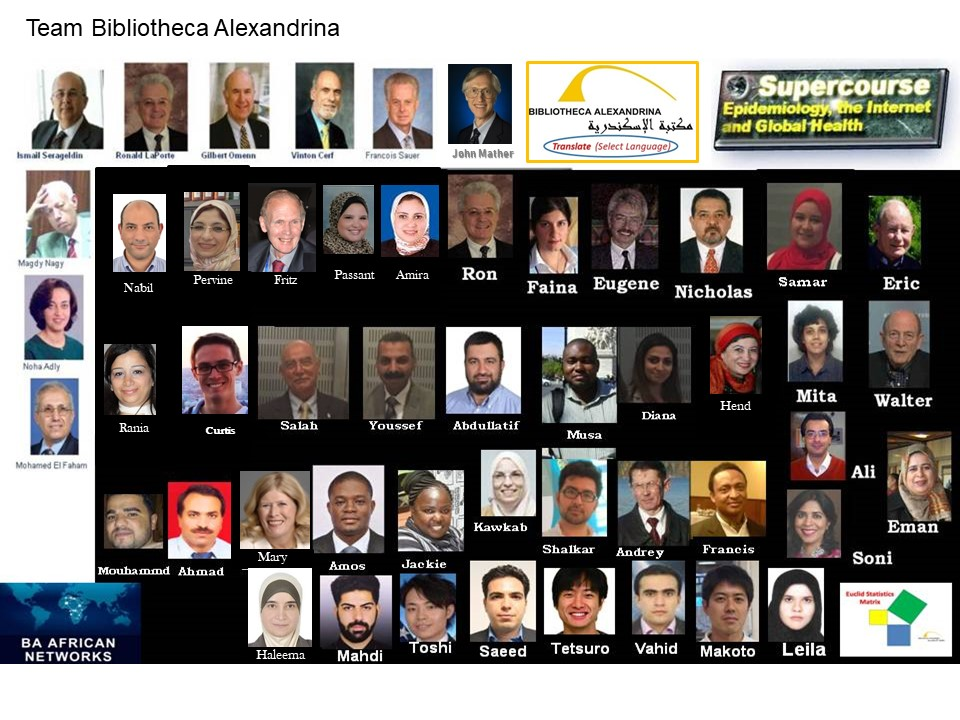 Team Bibliotheca Alexandrina
Ismail Serageldin
Ronald LaPorte
Gilbert Omenn
Vinton Cerf
Francois Sauer
John Mather
BIBLIOTHECA ALEXANDRINA
مكتبة الإسكندرية
Translate (Select Language)
Supercourse
Epidemiology, the Internet
and Global Health
Magdy Nagy
Nabil
Pervine
Fritz
Passant
Amira
Ron
Faina
Eugene
Nicholas
Samar
Eric
Noha Adly
Rania
Curtis
Salah
Youssef
Abdullatif
Musa
Diana
Hend
Mita
Walter
Mohamed El Faham
Ali
Eman
Mouhammd
Ahmad
Mary
Amos
Jackie
Kawkab
Shalkar
Andrey
Francis
Soni
BA AFRICAN
NETWORKS
Haleema
Mahdi
Toshi
Saeed
Tetsuro
Vahid
Makoto
Leila
Euclid Statistics
Matrix